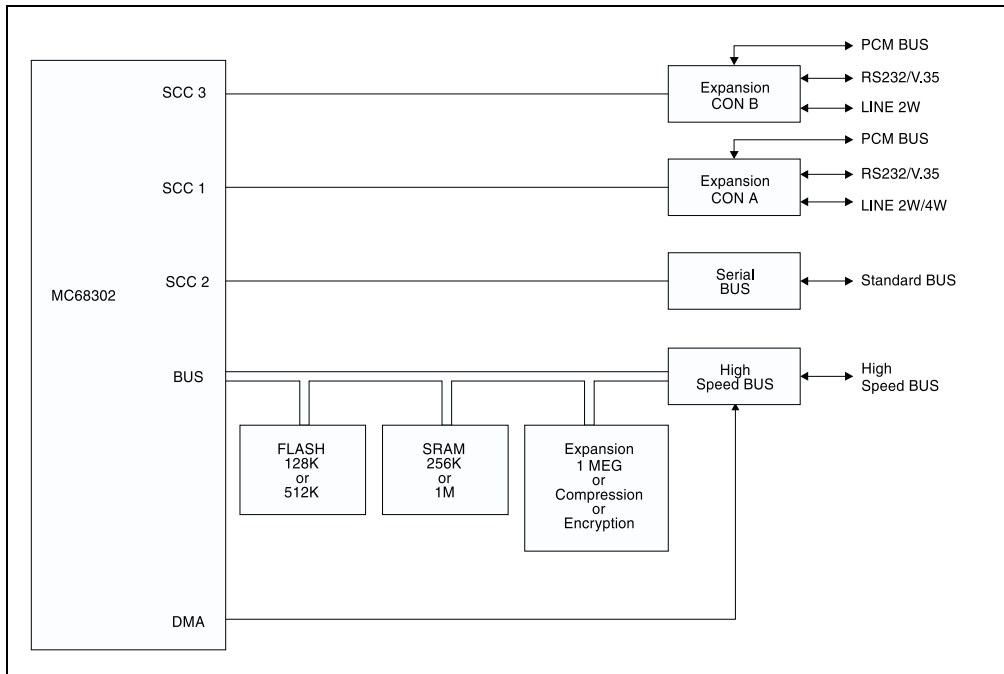 PCM BUS
SCC 3
Expansion
CON B
RS232/V.35
LINE 2W
PCM BUS
SCC 1
Expansion
CON A
RS232/V.35
LINE 2W/4W
MC68302
SCC 2
Serial
BUS
Standard BUS
BUS
High
Speed BUS
High
Speed BUS
FLASH
128K
or
512K
SRAM
256K
or
1M
Expansion
1 MEG
or
Compression
or
Encryption
DMA